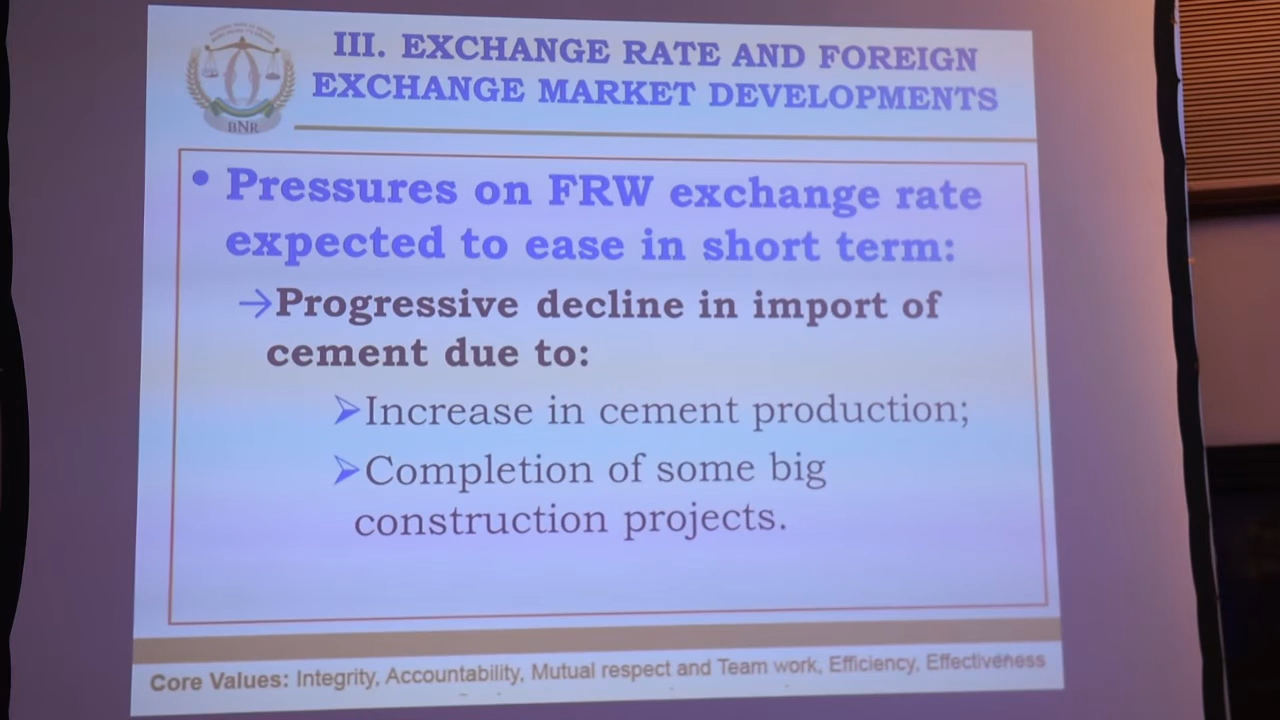 III. EXCHANGE RATE AND FOREIGN
EXCHANGE MARKET DEVELOPMENTS
BNR
• Pressures on FRW exchange rate
expected to ease in short term:
→Progressive decline in import of
cement due to:
➢Increase in cement production;
➢Completion of some big
construction projects.
Core Values: Integrity, Accountability, Mutual respect and Team work, Efficiency, Effectiveness